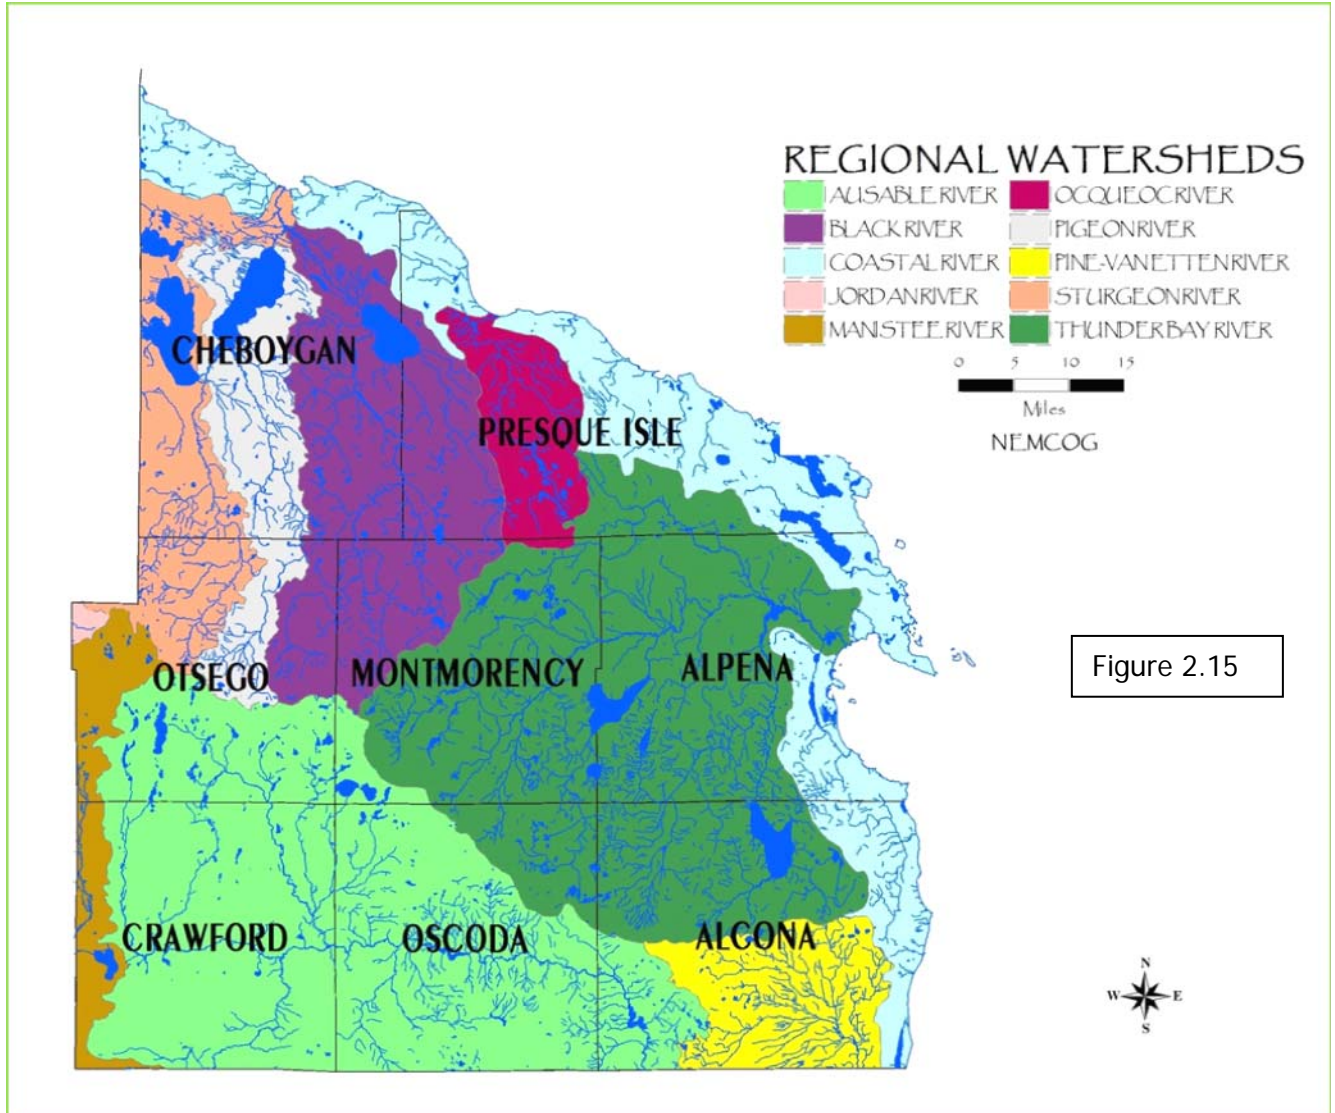 REGIONAL WATERSHEDS
AUSABLE RIVER
BLACK RIVER
COASTAL RIVER
JORDAN RIVER
MANISTEE RIVER
OCQUEOC RIVER
PIGEON RIVER
PINE-VAN ETTEN RIVER
STURGEON RIVER
THUNDER BAY RIVER
0 5 10 15
Miles
NEMCOG
CHEBOYGAN
PRESQUE ISLE
OTSEGO
MONTMORENCY
ALPENA
Figure 2.15
CRAWFORD
OSCODA
ALCONA
N
W E
S